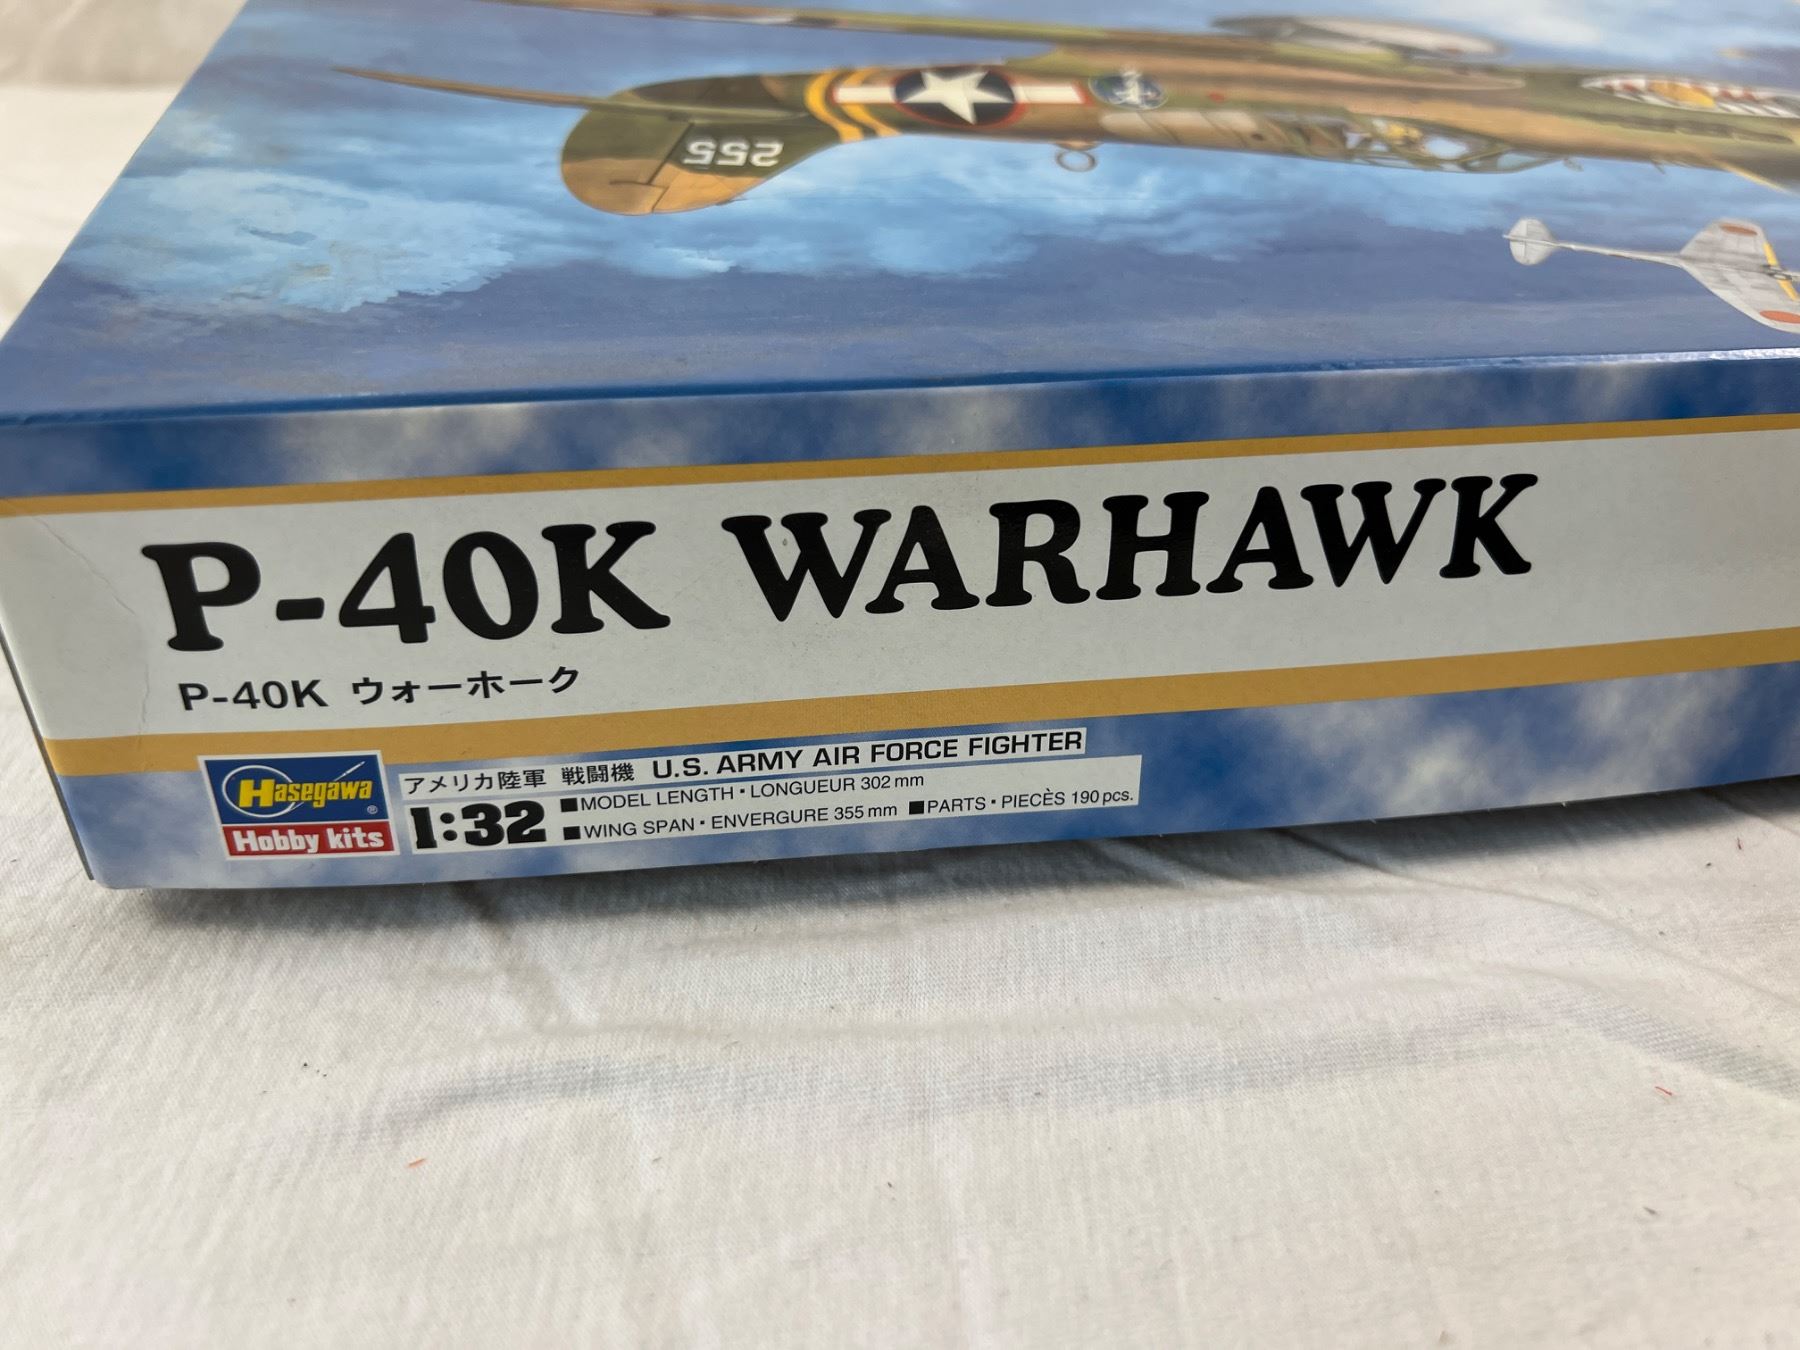 255
P-40K WARHAWK
P-40K ウォーホーク
Hasegawa®
Hobby kits
アメリカ陸軍 戦闘機 U.S. ARMY AIR FORCE FIGHTER
1:32
■MODEL LENGTH・LONGUEUR 302 mm
■WING SPAN・ENVERGURE 355 mm ■PARTS・PIECÈS 190 pcs.